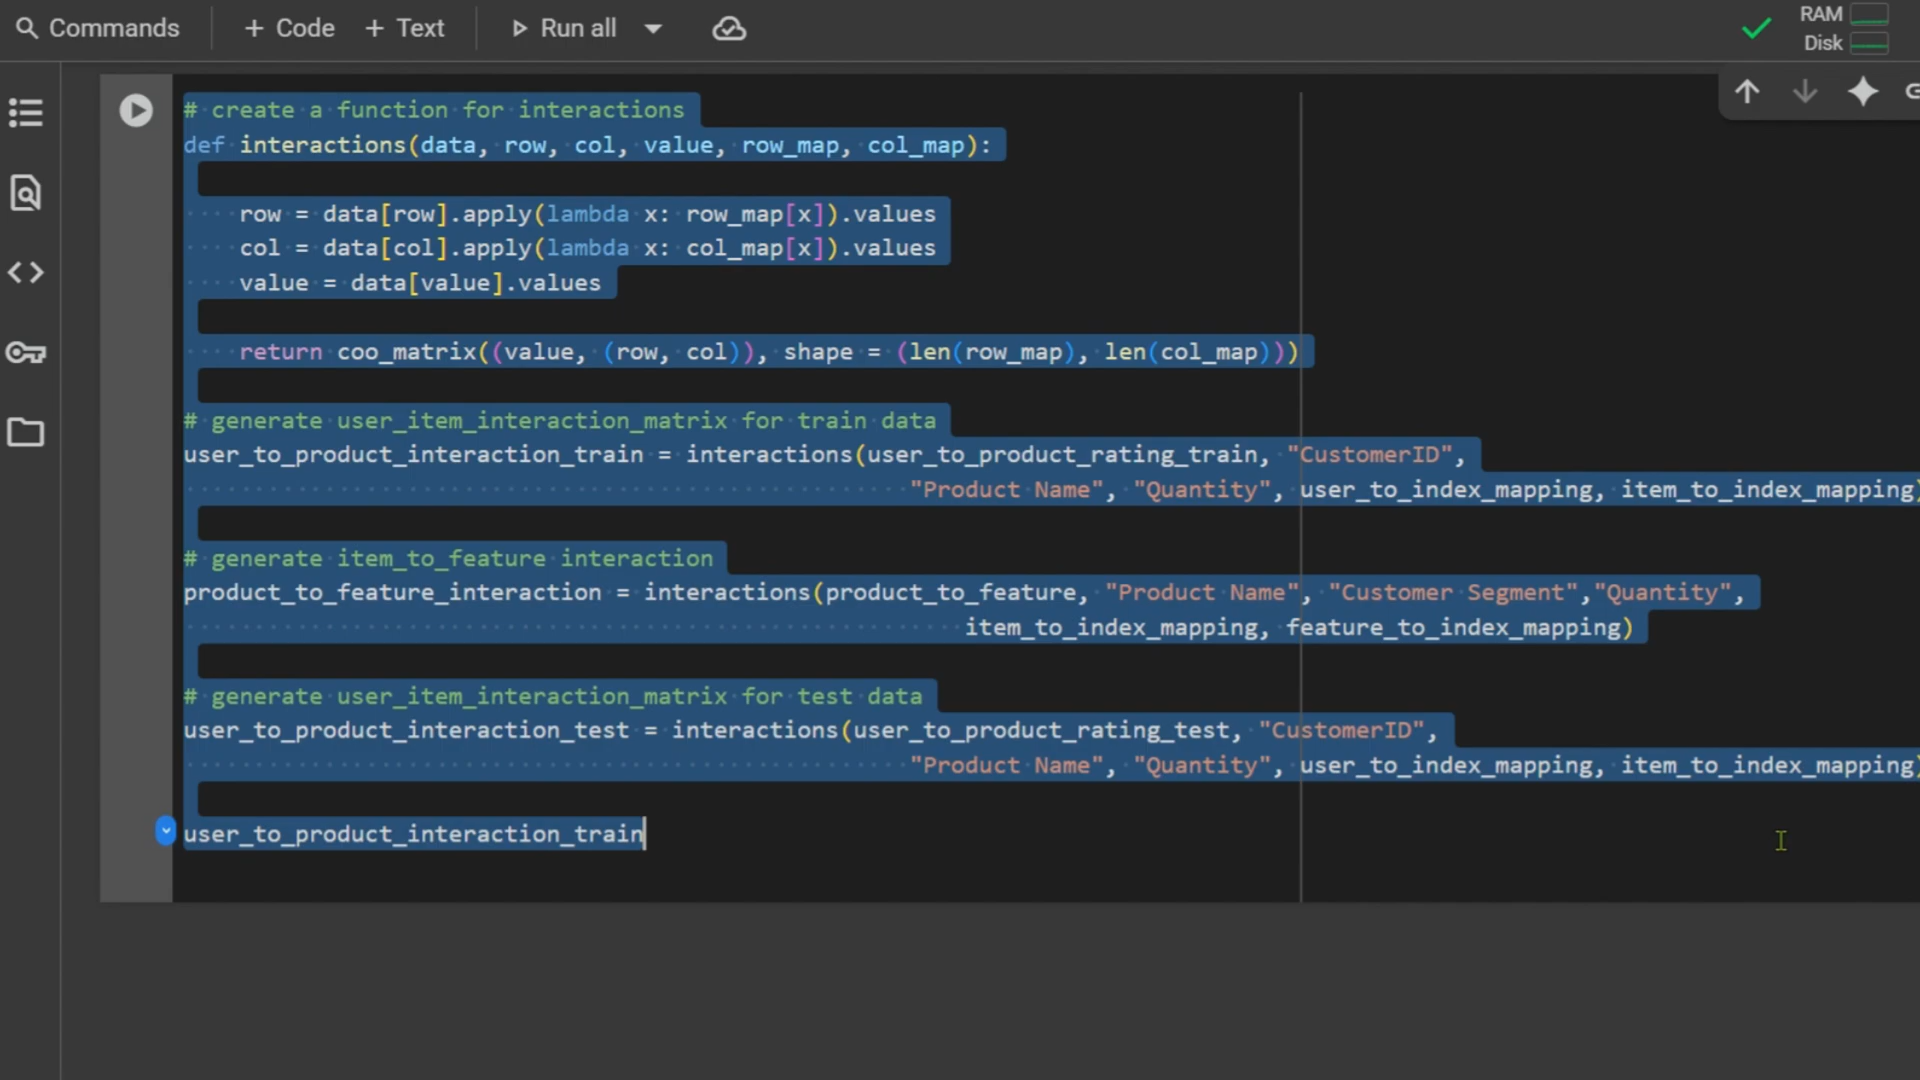 Commands
+ Code
+ Text
Run all
RAM
Disk
# create a function for interactions
def interactions(data, row, col, value, row_map, col_map):
row = data[row].apply(lambda x: row_map[x]).values
col = data[col].apply(lambda x: col_map[x]).values
value = data[value].values
return coo_matrix((value, (row, col)), shape = (len(row_map), len(col_map)))
# generate user_item_interaction_matrix for train data
user_to_product_interaction_train = interactions(user_to_product_rating_train, "CustomerID",
"Product Name", "Quantity", user_to_index_mapping, item_to_index_mapping)
# generate item_to_feature interaction
product_to_feature_interaction = interactions(product_to_feature, "Product Name", "Customer Segment","Quantity",
item_to_index_mapping, feature_to_index_mapping)
# generate user_item_interaction_matrix for test data
user_to_product_interaction_test = interactions(user_to_product_rating_test, "CustomerID",
"Product Name", "Quantity", user_to_index_mapping, item_to_index_mapping)
user_to_product_interaction_train